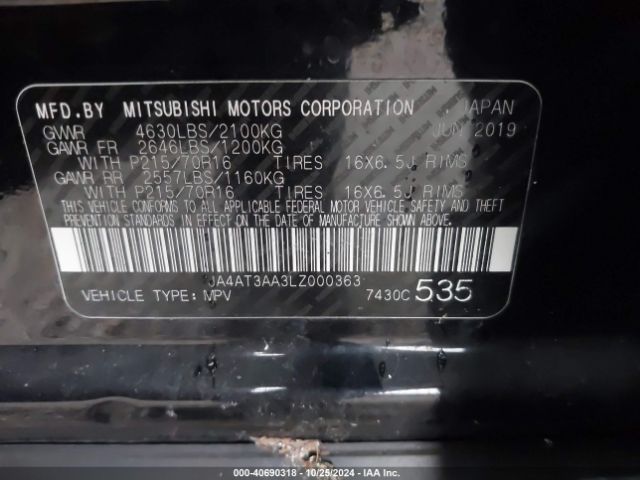 MFD.BY MITSUBISHI MOTORS CORPORATION JAPAN
GVWR 4630LBS/2100KG JUN 2019
GAWR FR 2646LBS/1200KG
WITH P215/70R16 TIRES 16X6.5J RIMS
GAWR RR 2557LBS/1160KG
WITH P215/70R16 TIRES 16X6.5J RIMS
THIS VEHICLE CONFORMS TO ALL APPLICABLE FEDERAL MOTOR VEHICLE SAFETY AND THEFT
PREVENTION STANDARDS IN EFFECT ON THE DATE OF MANUFACTURE SHOWN ABOVE.
JA4AT3AA3LZ000363
VEHICLE TYPE: MPV 7430C 535
000-40690318 - 10/25/2024 - IAA Inc.